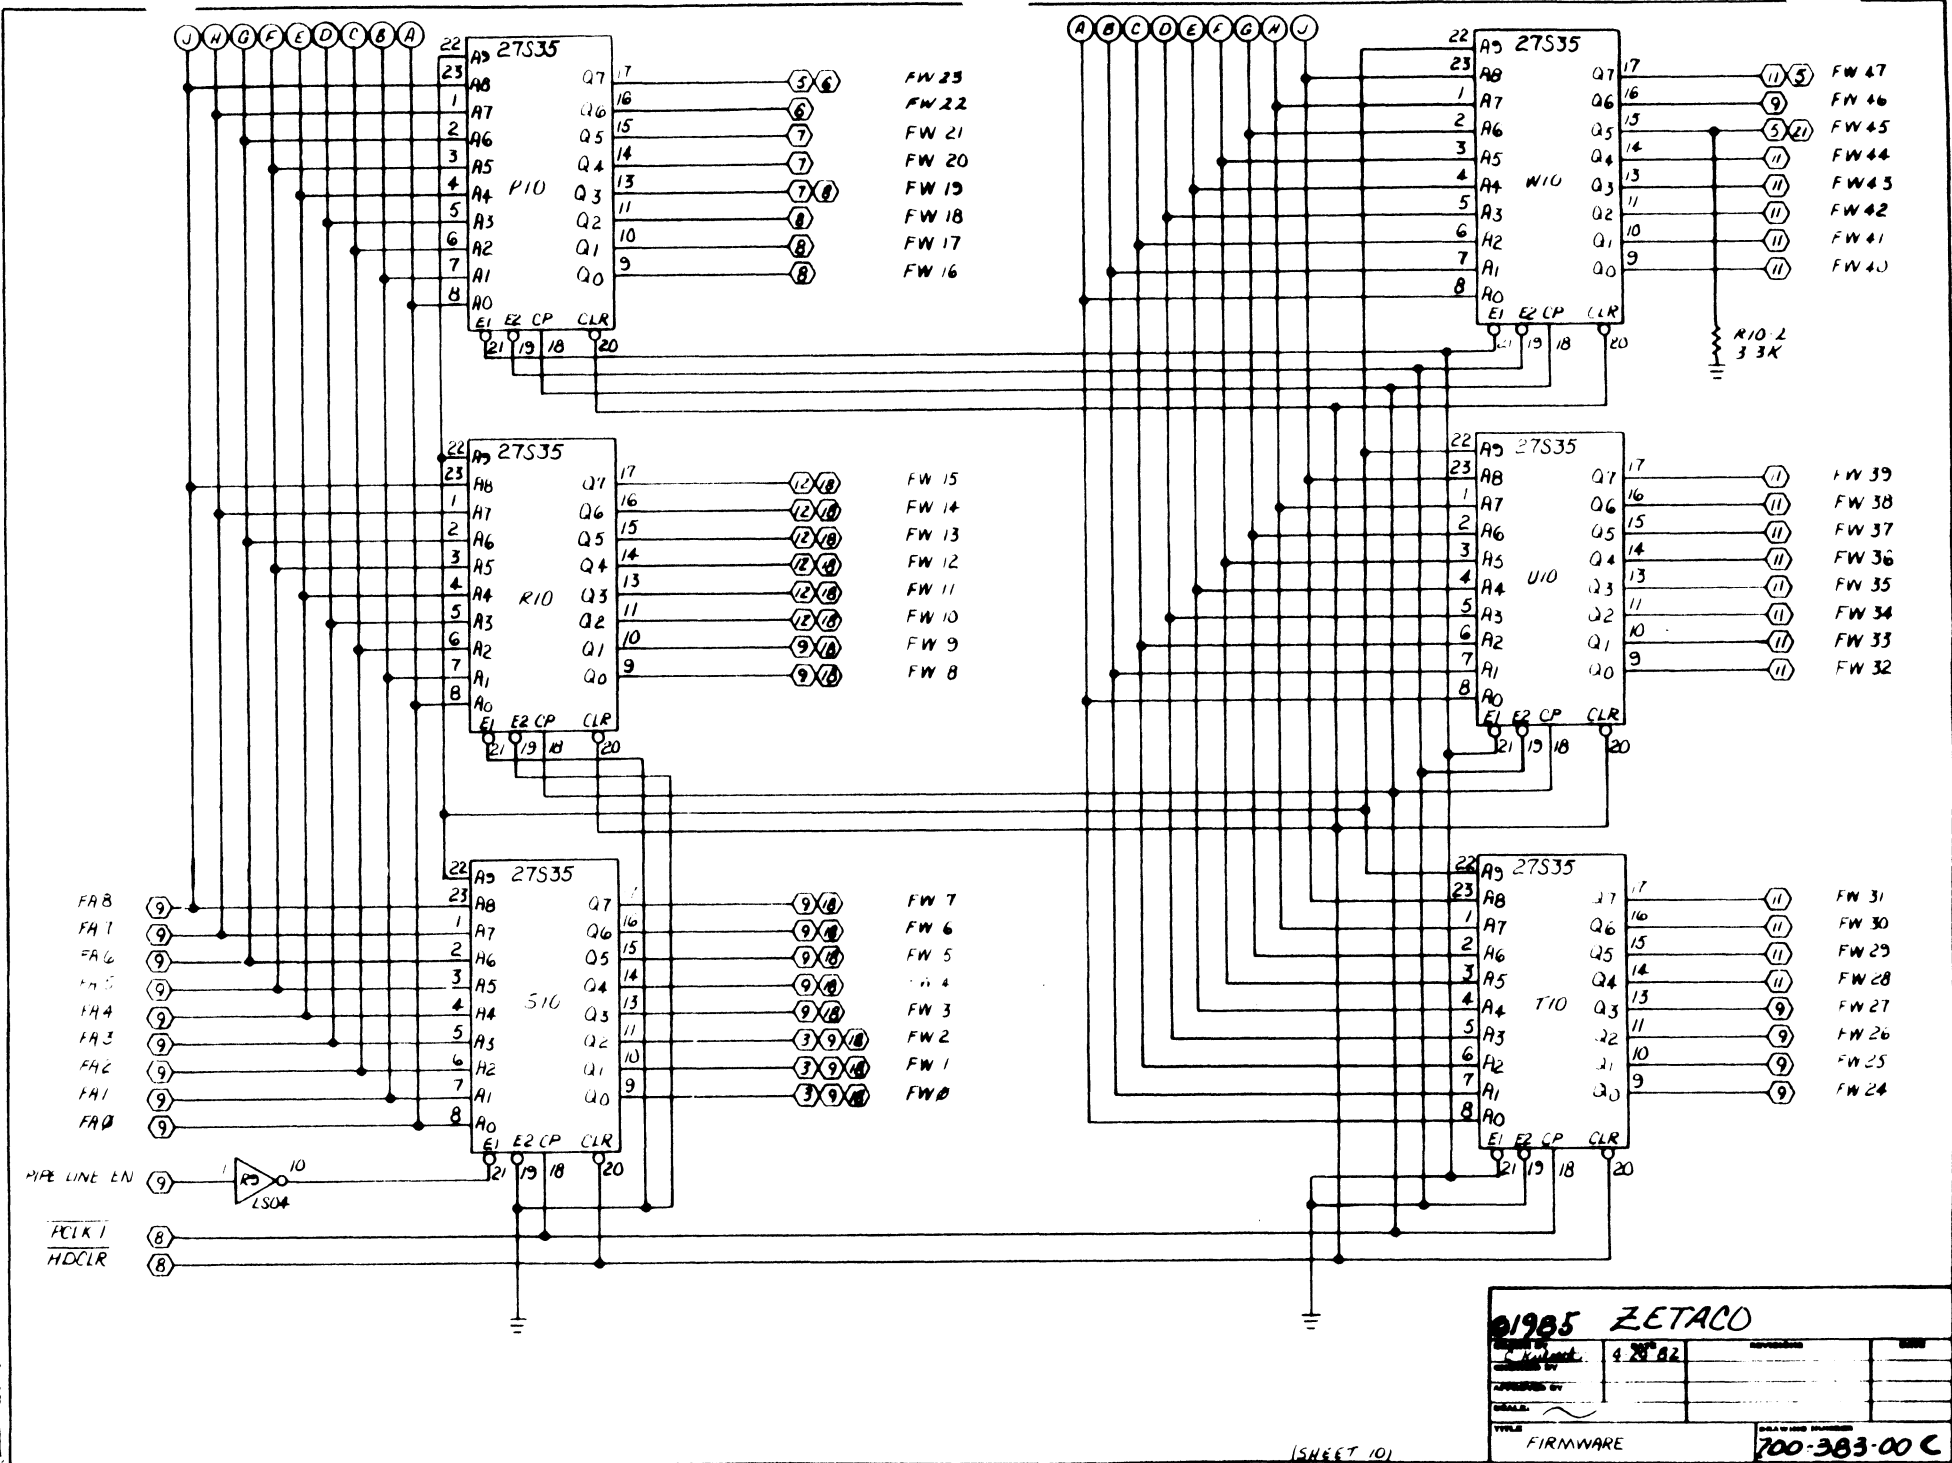 J H G F E D C B A
22 A9 27S35
23 A8 Q7 17 5 6 FW 23
1 A7 Q6 16 6 FW 22
2 A6 Q5 15 7 FW 21
3 A5 Q4 14 7 FW 20
4 A4 P10 Q3 13 7 8 FW 19
5 A3 Q2 11 8 FW 18
6 A2 Q1 10 8 FW 17
7 A1 Q0 9 8 FW 16
8 A0
E1 E2 CP CLR
21 19 18 20
22 A9 27S35
23 A8 Q7 17 12 18 FW 15
1 A7 Q6 16 12 18 FW 14
2 A6 Q5 15 12 18 FW 13
3 A5 Q4 14 12 18 FW 12
4 A4 R10 Q3 13 12 18 FW 11
5 A3 Q2 11 12 18 FW 10
6 A2 Q1 10 9 18 FW 9
7 A1 Q0 9 9 18 FW 8
8 A0
E1 E2 CP CLR
21 19 18 20
22 A9 27S35
FA8 9 23 A8 Q7 9 18 FW 7
FA7 9 1 A7 Q6 16 9 18 FW 6
FA6 9 2 A6 Q5 15 9 18 FW 5
9 3 A5 Q4 14 9 18 4
FA4 9 4 A4 S10 Q3 13 9 18 FW 3
FA3 9 5 A3 Q2 11 3 9 18 FW 2
FA2 9 6 A2 Q1 10 3 9 18 FW 1
FA1 9 7 A1 Q0 9 3 9 18 FW0
FA0 9 8 A0
E1 E2 CP CLR
21 19 18 20
PIPE LINE EN 9 1 R9 10
LS04
PCLK 1 8
HDCLR 8
A B C D E F G H J
22 A9 27S35
23 A8 Q7 17 11 5 FW 47
1 A7 Q6 16 9 FW 46
2 A6 Q5 15 5 21 FW 45
3 A5 Q4 14 11 FW 44
4 A4 W10 Q3 13 11 FW 43
5 A3 Q2 11 11 FW 42
6 A2 Q1 10 11 FW 41
7 A1 Q0 9 11 FW 40
8 A0
E1 E2 CP CLR
21 19 18 20
R10-2
3.3K
22 A9 27S35
23 A8 Q7 17 11 FW 39
1 A7 Q6 16 11 FW 38
2 A6 Q5 15 11 FW 37
3 A5 Q4 14 11 FW 36
4 A4 U10 Q3 13 11 FW 35
5 A3 Q2 11 11 FW 34
6 A2 Q1 10 11 FW 33
7 A1 Q0 9 11 FW 32
8 A0
E1 E2 CP CLR
21 19 18 20
22 A9 27S35
23 A8 Q7 17 11 FW 31
1 A7 Q6 16 11 FW 30
2 A6 Q5 15 11 FW 29
3 A5 Q4 14 11 FW 28
4 A4 T10 Q3 13 9 FW 27
5 A3 Q2 11 9 FW 26
6 A2 Q1 10 9 FW 25
7 A1 Q0 9 9 FW 24
8 A0
E1 E2 CP CLR
21 19 18 20
©1985 ZETACO
DRAWN BY DATE REVISIONS DATE
CHECKED BY
APPROVED BY
SCALE
TITLE
FIRMWARE
DRAWING NUMBER
700-383-00 C
(SHEET 10)